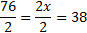 76/2 = 2x/2 = 38